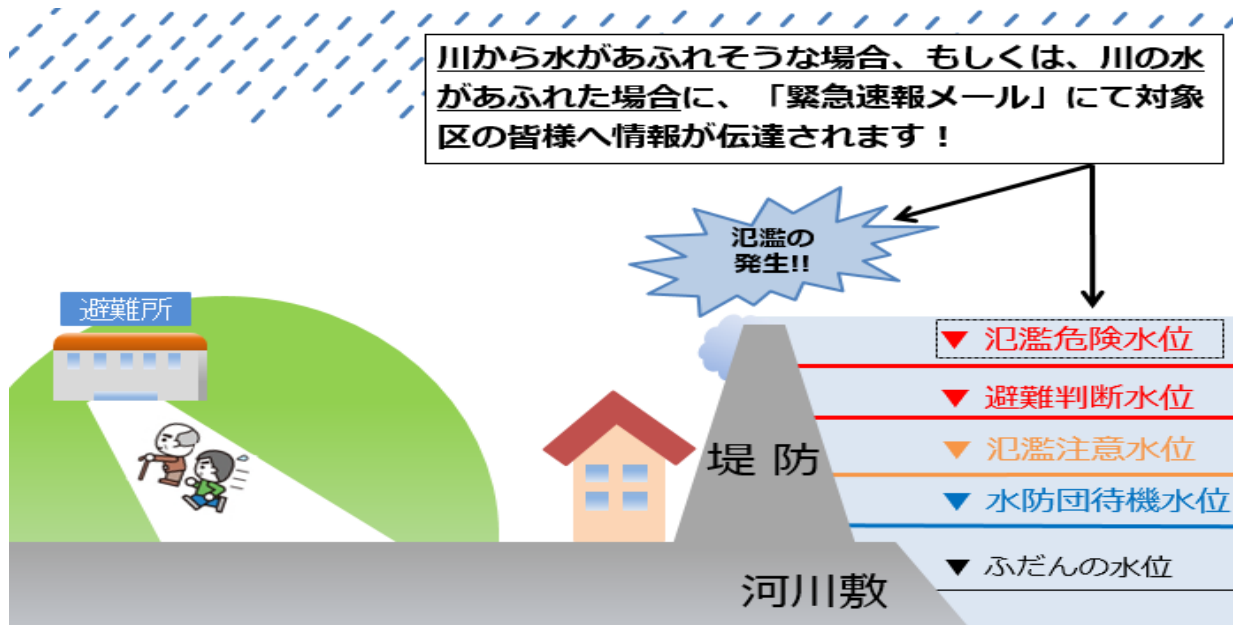 川から水があふれそうな場合、もしくは、川の水
があふれた場合に、「緊急速報メール」にて対象
区の皆様へ情報が伝達されます！
氾濫の
発生!!
避難所
▼ 氾濫危険水位
▼ 避難判断水位
▼ 氾濫注意水位
▼ 水防団待機水位
▼ ふだんの水位
堤 防
河川敷